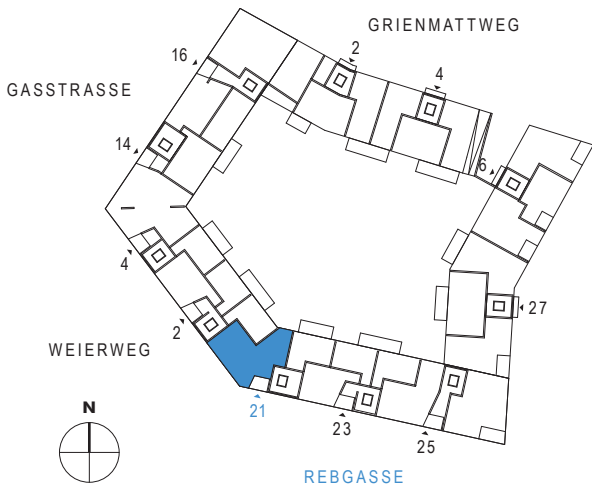 GRIENMATTWEG
2
16
4
GASSTRASSE
14
6
4
27
2
WEIERWEG
21
N
23
25
REBGASSE